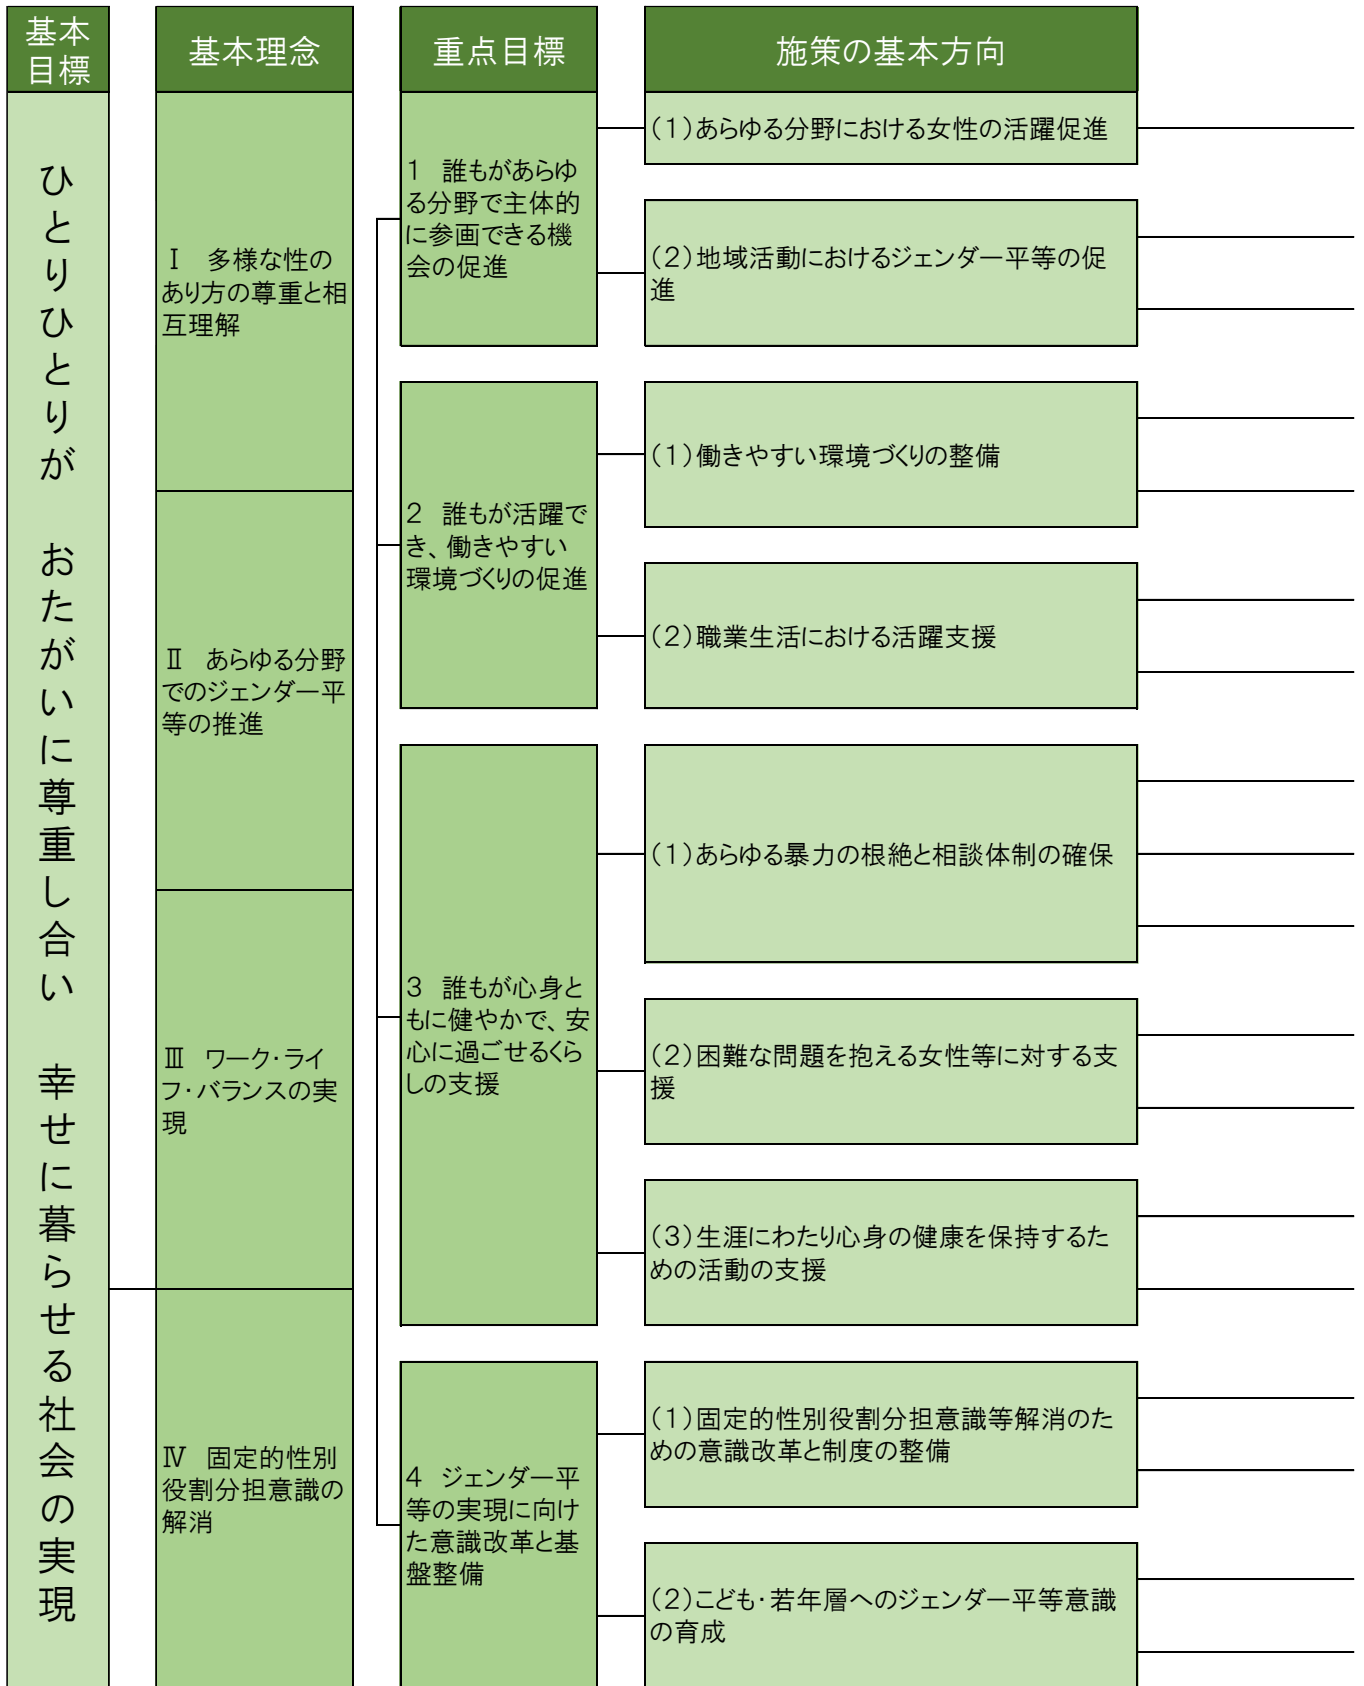 基本
目標
基本理念
重点目標
施策の基本方向
ひとりひとりが　おたがいに尊重し合い　幸せに暮らせる社会の実現
Ⅰ　多様な性の
あり方の尊重と相
互理解
Ⅱ　あらゆる分野
でのジェンダー平
等の推進
Ⅲ　ワーク・ライ
フ・バランスの実
現
Ⅳ　固定的性別
役割分担意識の
解消
1　誰もがあらゆ
る分野で主体的
に参画できる機
会の促進
(1)あらゆる分野における女性の活躍促進
(2)地域活動におけるジェンダー平等の促
進
2　誰もが活躍で
き、働きやすい
環境づくりの促進
(1)働きやすい環境づくりの整備
(2)職業生活における活躍支援
3　誰もが心身と
もに健やかで、安
心に過ごせるくら
しの支援
(1)あらゆる暴力の根絶と相談体制の確保
(2)困難な問題を抱える女性等に対する支
援
(3)生涯にわたり心身の健康を保持するた
めの活動の支援
4　ジェンダー平
等の実現に向け
た意識改革と基
盤整備
(1)固定的性別役割分担意識等解消のた
めの意識改革と制度の整備
(2)こども・若年層へのジェンダー平等意識
の育成